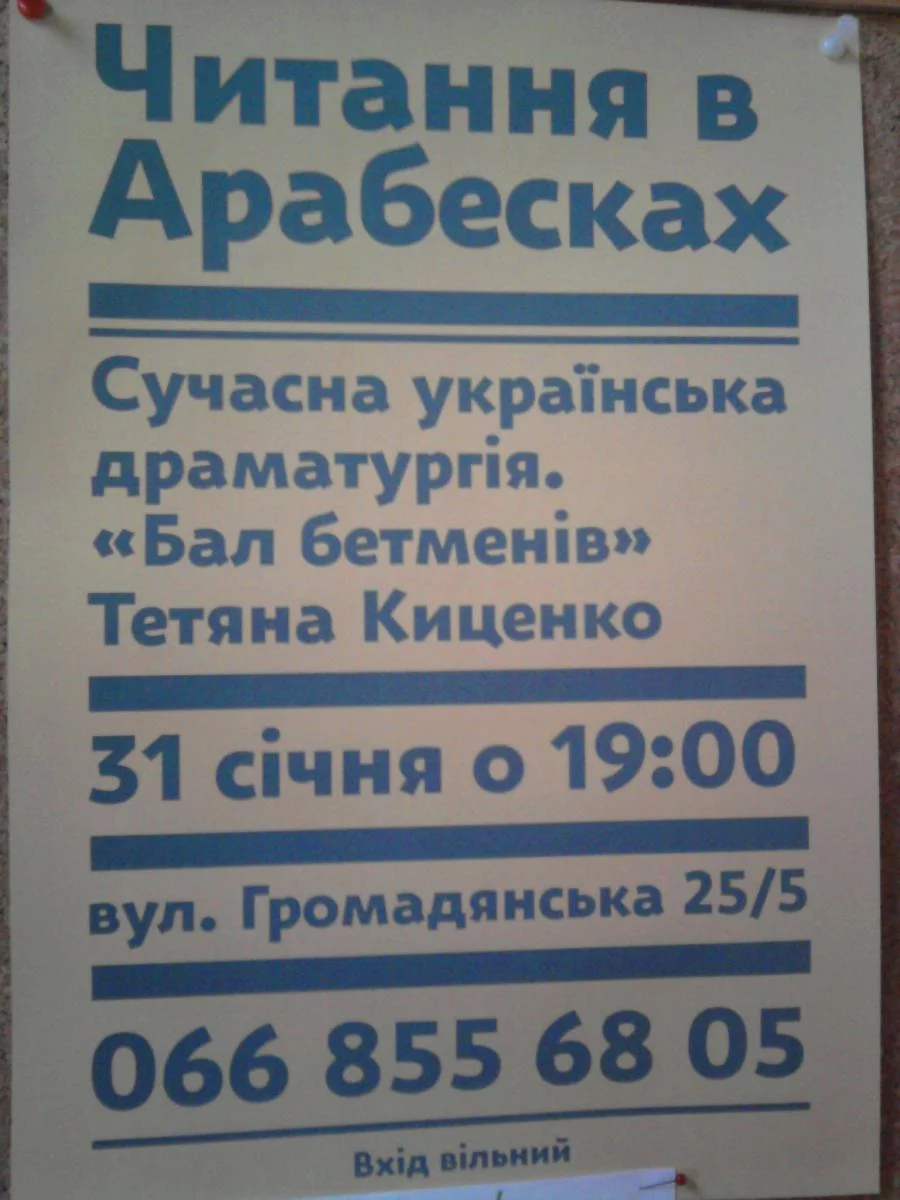 Читання в
Арабесках
Сучасна українська
драматургія.
«Бал бетменів»
Тетяна Киценко
31 січня о 19:00
вул. Громадянська 25/5
066 855 68 05
Вхід вільний